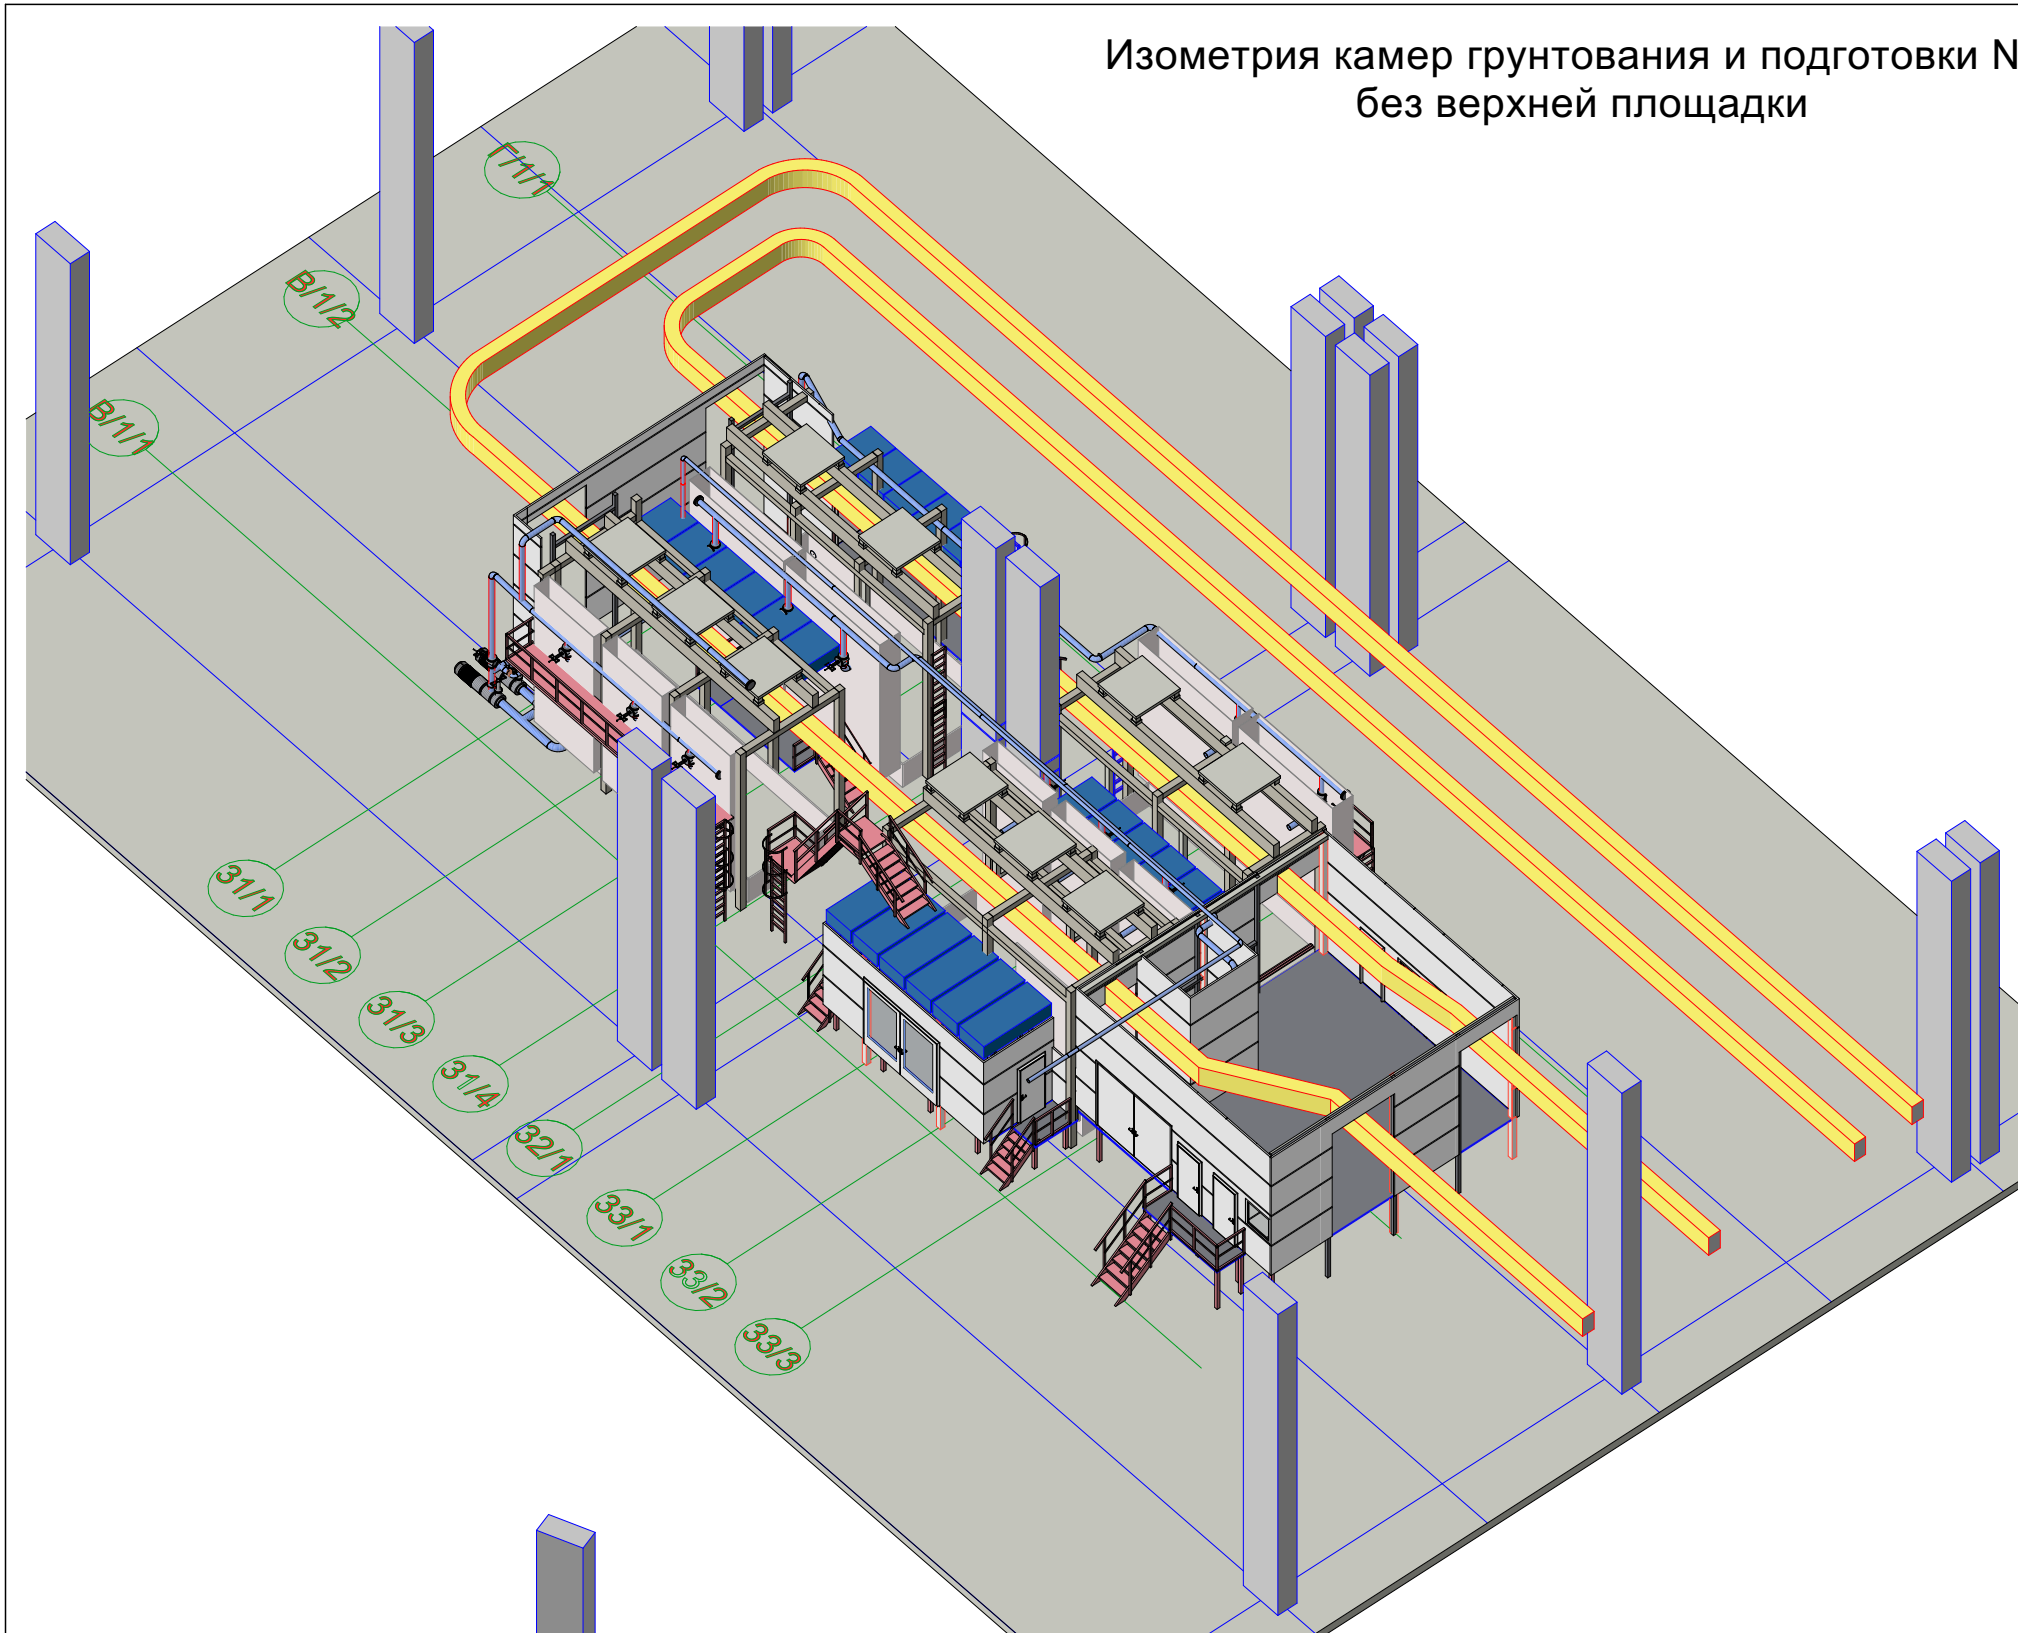 Изометрия камер грунтования и подготовки N
без верхней площадки
Г/1/1
В/1/2
В/1/1
31/1
31/2
31/3
31/4
32/1
33/1
33/2
33/3